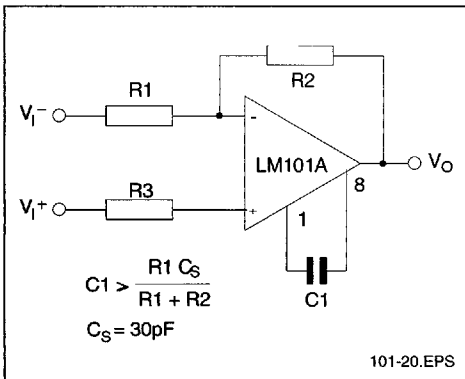 R2
R1
V_I^-
-
LM101A
V_O
R3
8
V_I^+
+
1
C1 > R1 C_S / R1 + R2
C1
C_S = 30pF
101-20.EPS